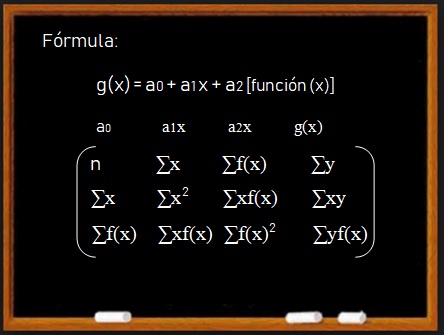 Fórmula:
g(x) = a0 + a1x + a2 [función (x)]
a0 a1x a2x g(x)
n ∑x ∑f(x) ∑y
∑x ∑x² ∑xf(x) ∑xy
∑f(x) ∑xf(x) ∑f(x)² ∑yf(x)